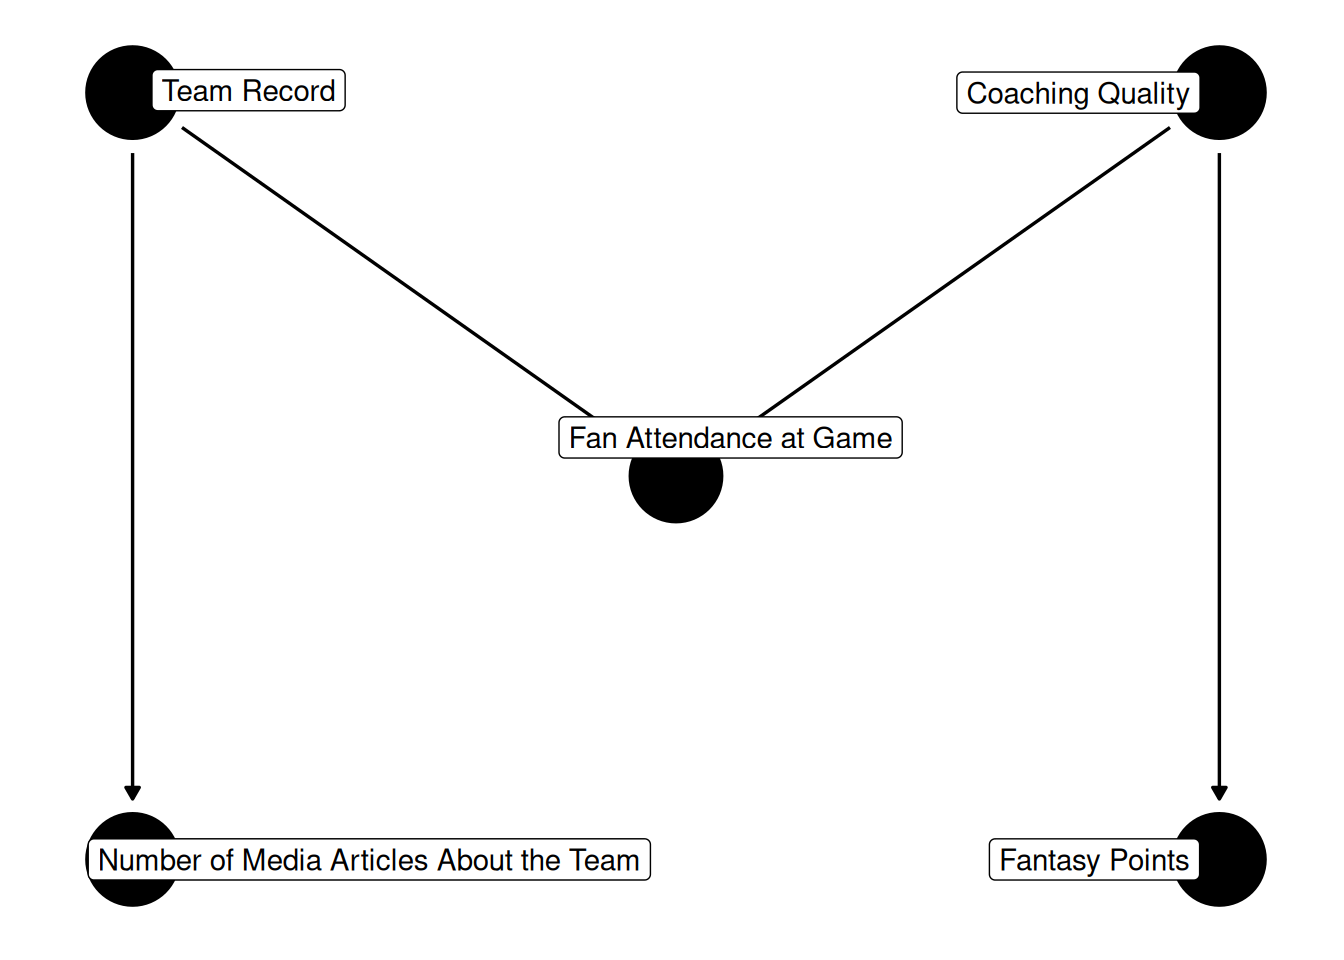 Team Record
Coaching Quality
Fan Attendance at Game
Number of Media Articles About the Team
Fantasy Points